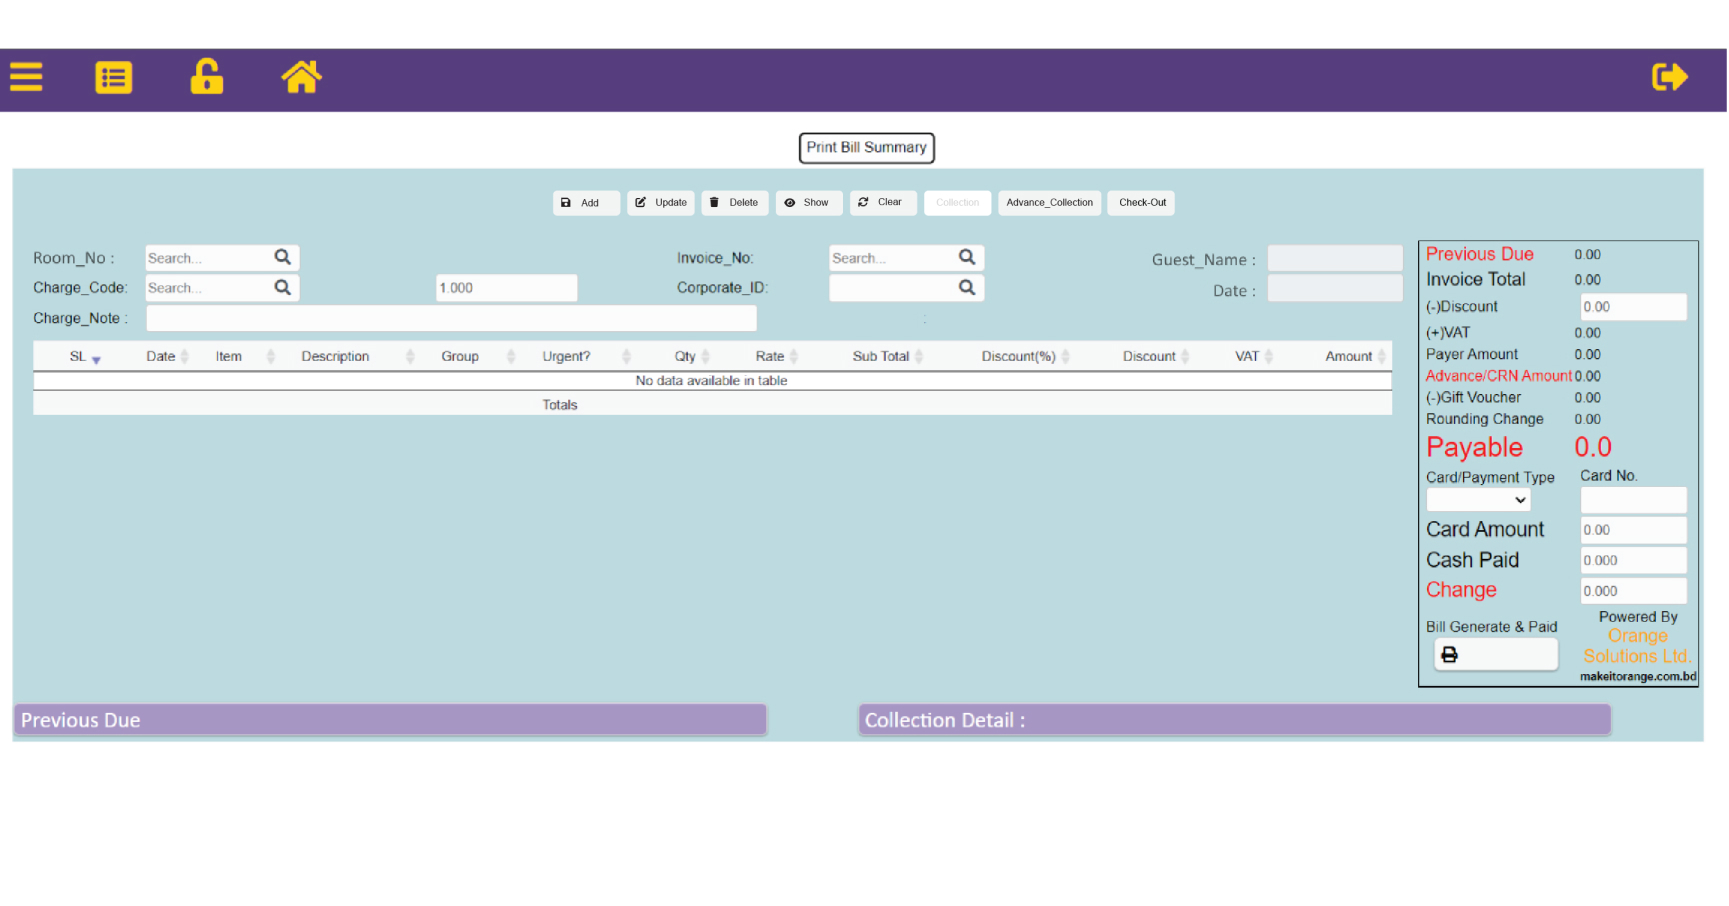 Print Bill Summary
Add Update Delete Show Clear Collection Advance_Collection Check-Out
Room_No : Search... Invoice_No: Search... Guest_Name :
Charge_Code: Search... 1.000 Corporate_ID: Date :
Charge_Note : :
SL Date Item Description Group Urgent? Qty Rate Sub Total Discount(%) Discount VAT Amount
No data available in table
Totals
Previous Due 0.00
Invoice Total 0.00
(-)Discount 0.00
(+)VAT 0.00
Payer Amount 0.00
Advance/CRN Amount 0.00
(-)Gift Voucher 0.00
Rounding Change 0.00
Payable 0.0
Card/Payment Type Card No.
Card Amount 0.00
Cash Paid 0.000
Change 0.000
Bill Generate & Paid
Powered By
Orange
Solutions Ltd.
makeitorange.com.bd
Previous Due Collection Detail :